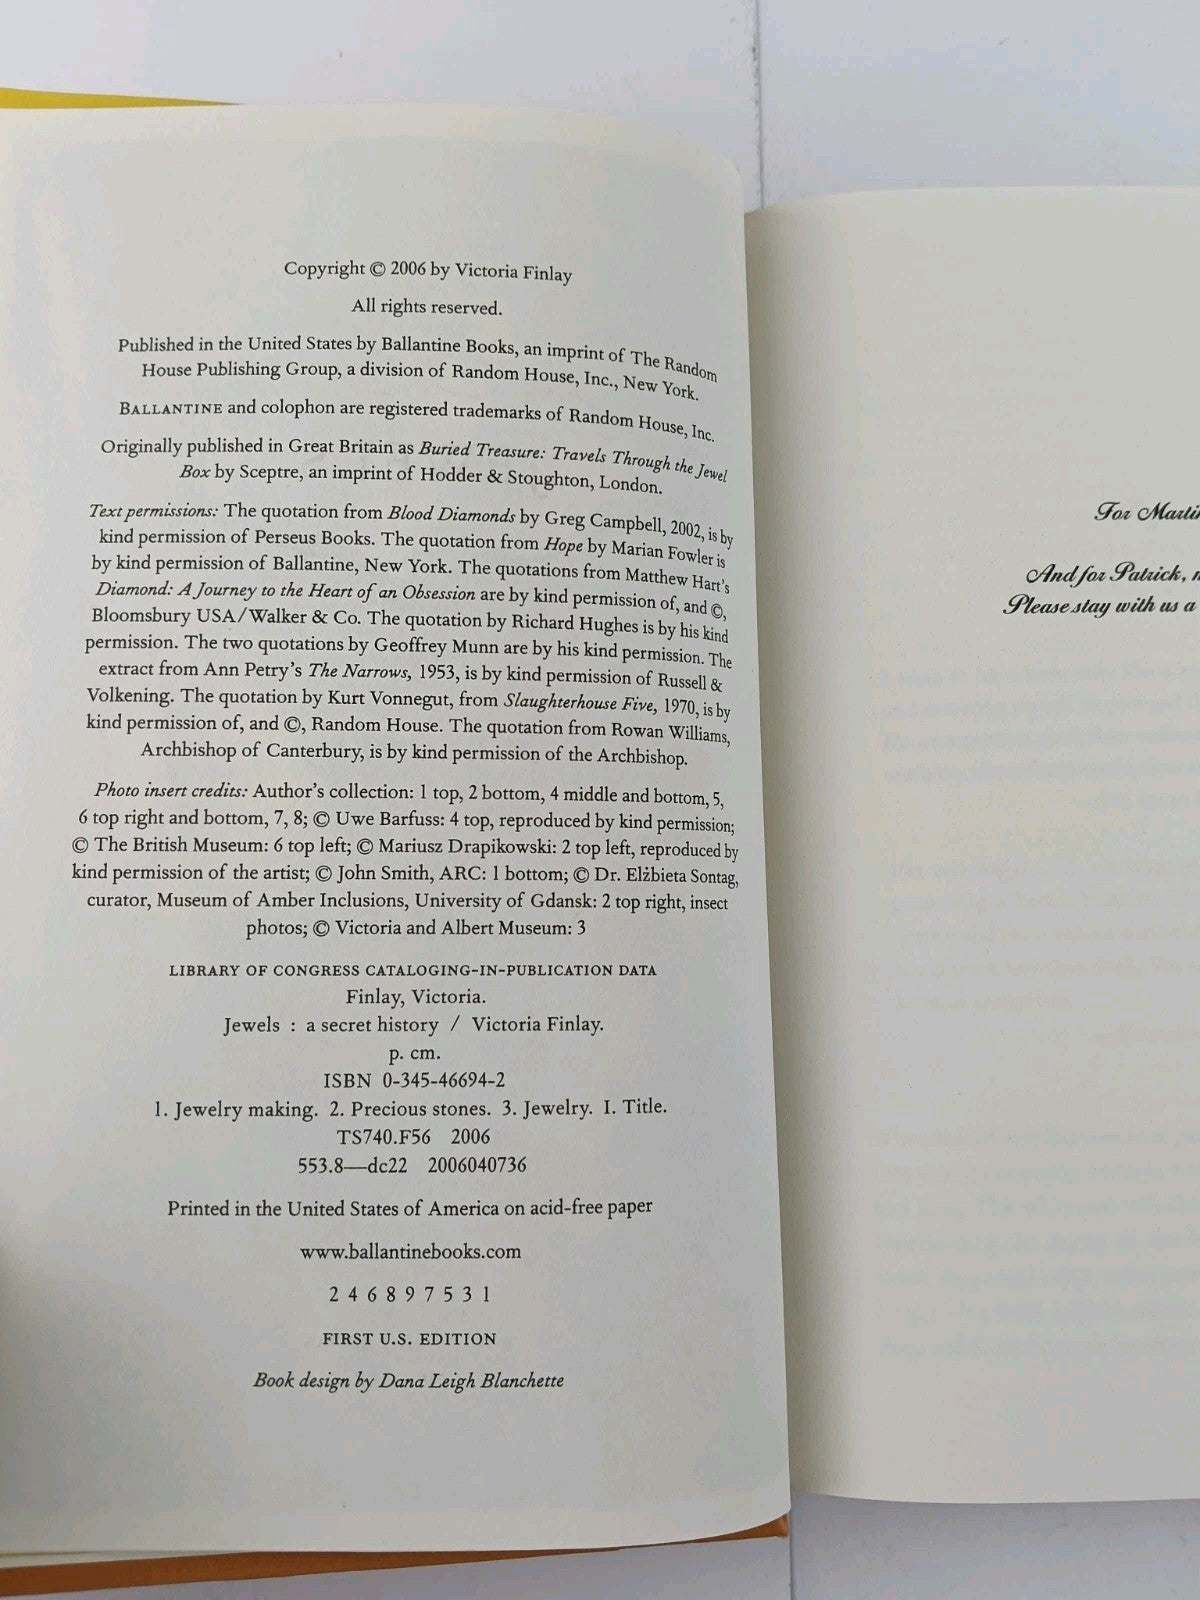 Copyright © 2006 by Victoria Finlay
All rights reserved.
Published in the United States by Ballantine Books, an imprint of The Random
House Publishing Group, a division of Random House, Inc., New York.
BALLANTINE and colophon are registered trademarks of Random House, Inc.
Originally published in Great Britain as Buried Treasure: Travels Through the Jewel
Box by Sceptre, an imprint of Hodder & Stoughton, London.
Text permissions: The quotation from Blood Diamonds by Greg Campbell, 2002, is by
kind permission of Perseus Books. The quotation from Hope by Marian Fowler is
by kind permission of Ballantine, New York. The quotations from Matthew Hart's
Diamond: A Journey to the Heart of an Obsession are by kind permission of, and ©,
Bloomsbury USA/Walker & Co. The quotation by Richard Hughes is by his kind
permission. The two quotations by Geoffrey Munn are by his kind permission. The
extract from Ann Petry's The Narrows, 1953, is by kind permission of Russell &
Volkening. The quotation by Kurt Vonnegut, from Slaughterhouse Five, 1970, is by
kind permission of, and ©, Random House. The quotation from Rowan Williams,
Archbishop of Canterbury, is by kind permission of the Archbishop.
Photo insert credits: Author's collection: 1 top, 2 bottom, 4 middle and bottom, 5,
6 top right and bottom, 7, 8; © Uwe Barfuss: 4 top, reproduced by kind permission;
© The British Museum: 6 top left; © Mariusz Drapikowski: 2 top left, reproduced by
kind permission of the artist; © John Smith, ARC: 1 bottom; © Dr. Elżbieta Sontag,
curator, Museum of Amber Inclusions, University of Gdansk: 2 top right, insect
photos; © Victoria and Albert Museum: 3
LIBRARY OF CONGRESS CATALOGING-IN-PUBLICATION DATA
Finlay, Victoria.
Jewels : a secret history / Victoria Finlay.
p. cm.
ISBN 0-345-46694-2
1. Jewelry making. 2. Precious stones. 3. Jewelry. I. Title.
TS740.F56 2006
553.8—dc22 2006040736
Printed in the United States of America on acid-free paper
www.ballantinebooks.com
2 4 6 8 9 7 5 3 1
FIRST U.S. EDITION
Book design by Dana Leigh Blanchette
For
And for Patrick,
Please stay with us a